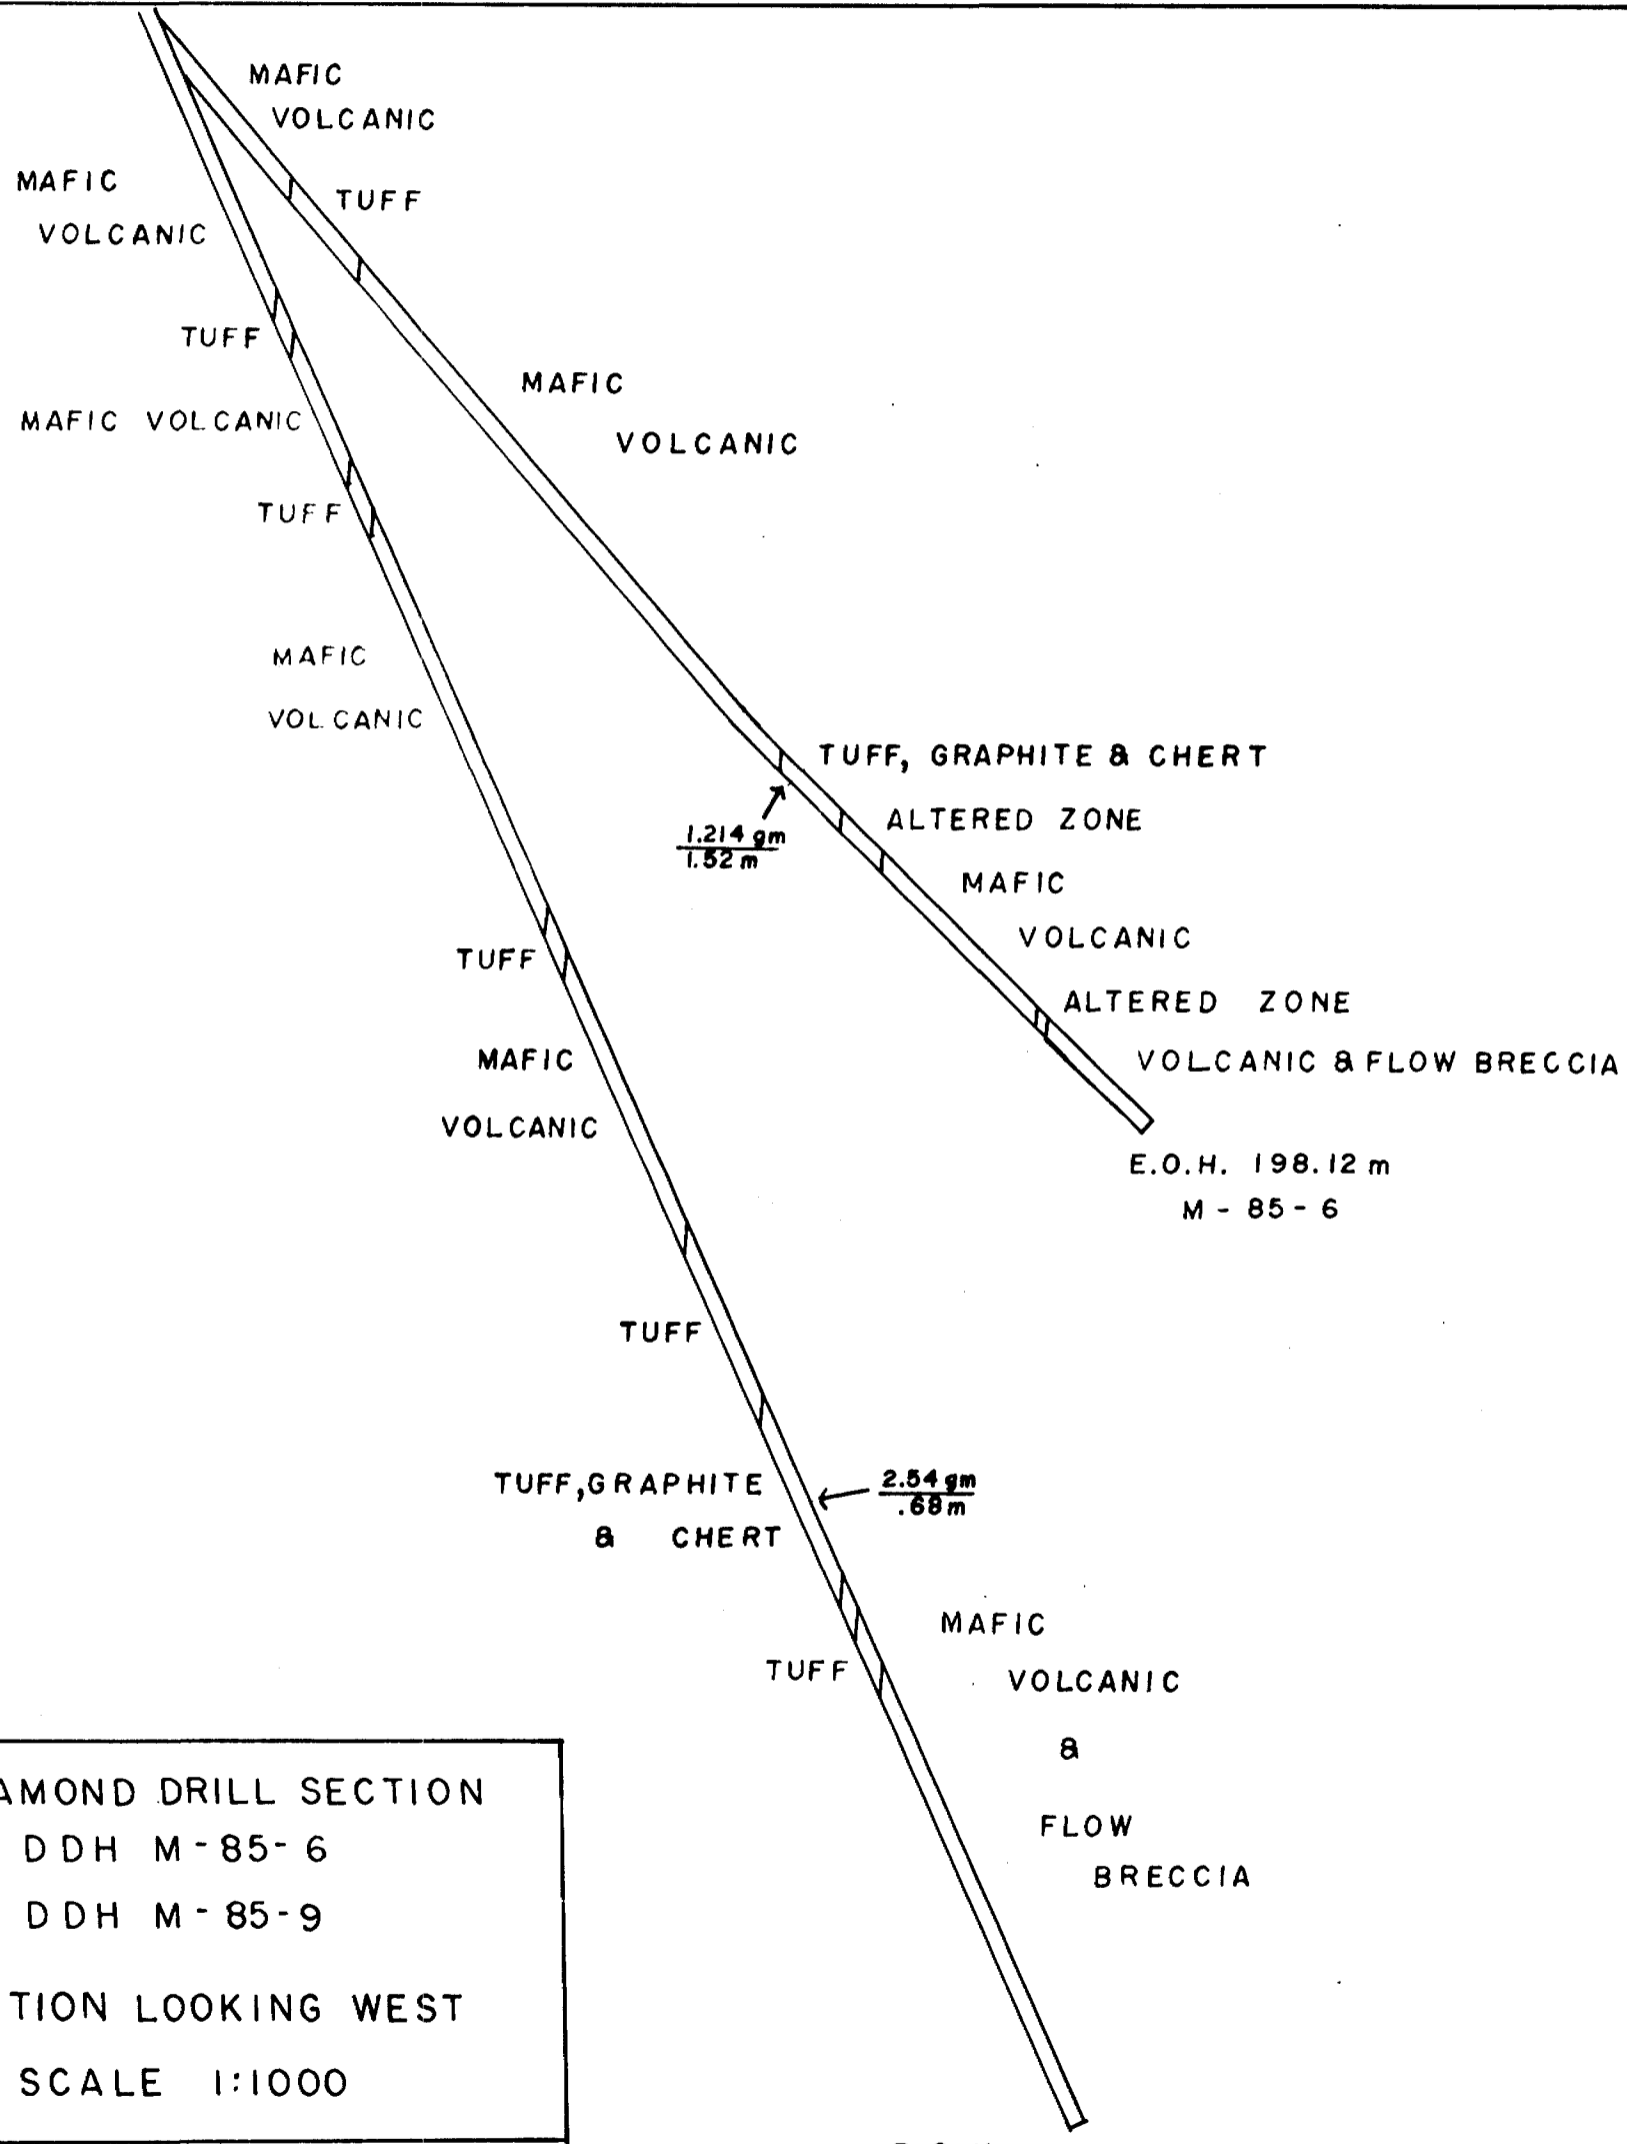 MAFIC
VOLCANIC
TUFF
MAFIC
VOLCANIC
TUFF
MAFIC VOLCANIC
TUFF
MAFIC
VOLCANIC
MAFIC
VOLCANIC
TUFF, GRAPHITE & CHERT
1.214 gm
1.52 m
ALTERED ZONE
MAFIC
VOLCANIC
ALTERED ZONE
VOLCANIC & FLOW BRECCIA
E.O.H. 198.12 m
M - 85 - 6
TUFF
MAFIC
VOLCANIC
TUFF
TUFF, GRAPHITE
& CHERT
2.54 gm
.68 m
TUFF
MAFIC
VOLCANIC
&
FLOW
BRECCIA
AMOND DRILL SECTION
DDH M - 85 - 6
DDH M - 85 - 9
TION LOOKING WEST
SCALE 1:1000